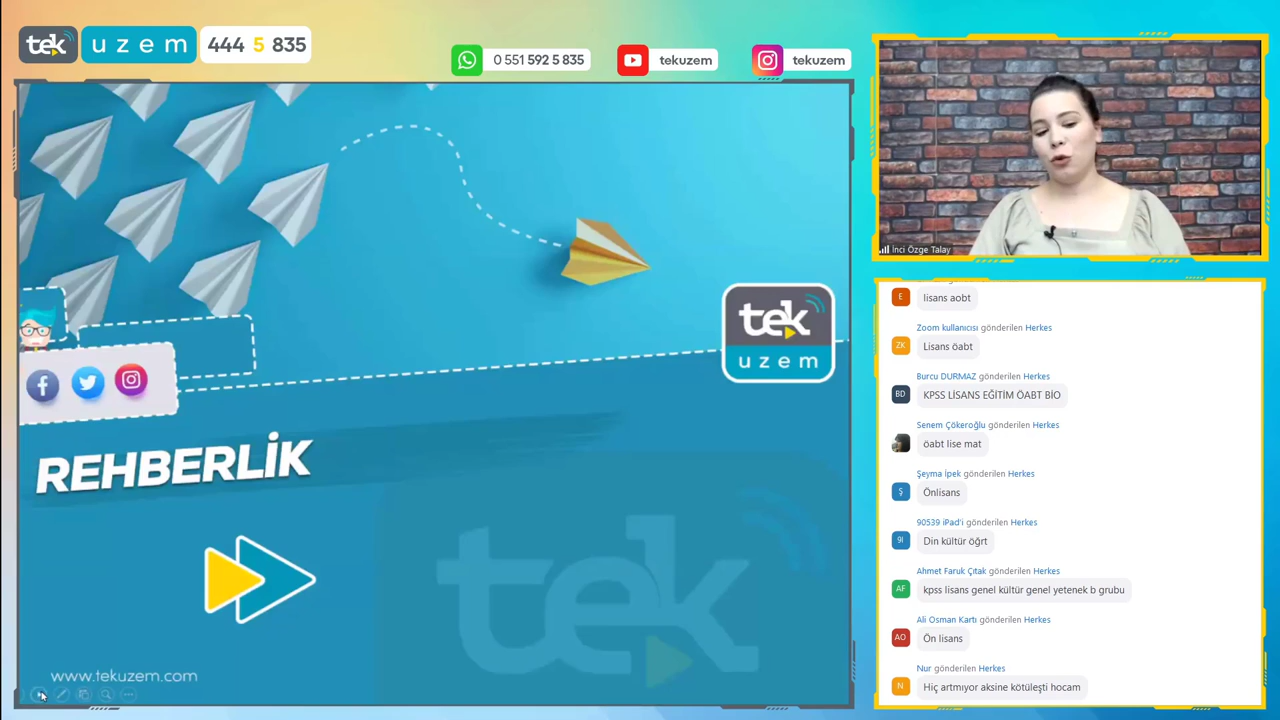 tek
uzem
444 5 835
0 551 592 5 835
tekuzem
tekuzem
tek
uzem
REHBERLİK
tek
www.tekuzem.com
İnci Özge Talay
E
lisans aobt
Zoom kullanıcısı gönderilen Herkes
ZK
Lisans öabt
Burcu DURMAZ gönderilen Herkes
BD
KPSS LİSANS EĞİTİM ÖABT BİO
Senem Çökeroğlu gönderilen Herkes
öabt lise mat
Şeyma İpek gönderilen Herkes
Ş
Önlisans
90539 iPad'i gönderilen Herkes
9I
Din kültür öğrt
Ahmet Faruk Çıtak gönderilen Herkes
AF
kpss lisans genel kültür genel yetenek b grubu
Ali Osman Kartı gönderilen Herkes
AO
Ön lisans
Nur gönderilen Herkes
N
Hiç artmıyor aksine kötüleşti hocam